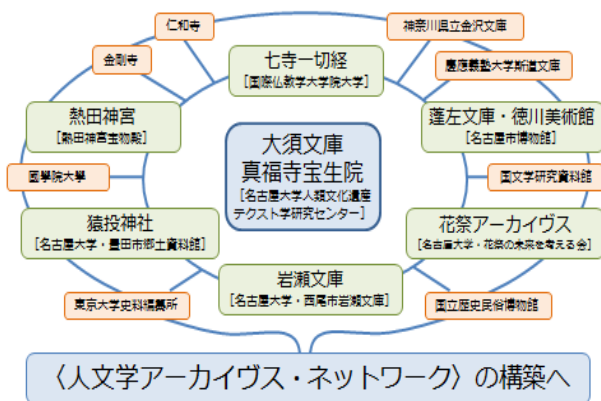 仁和寺
神奈川県立金沢文庫
金剛寺
七寺一切経
[国際仏教学大学院大学]
慶應義塾大学斯道文庫
熱田神宮
[熱田神宮宝物殿]
大須文庫
真福寺宝生院
[名古屋大学人類文化遺産
テクスト学研究センター]
蓬左文庫・徳川美術館
[名古屋市博物館]
國學院大學
国文学研究資料館
猿投神社
[名古屋大学・豊田市郷土資料館]
花祭アーカイヴス
[名古屋大学・花祭の未来を考える会]
岩瀬文庫
[名古屋大学・西尾市岩瀬文庫]
東京大学史料編纂所
国立歴史民俗博物館
〈人文学アーカイヴス・ネットワーク〉の構築へ